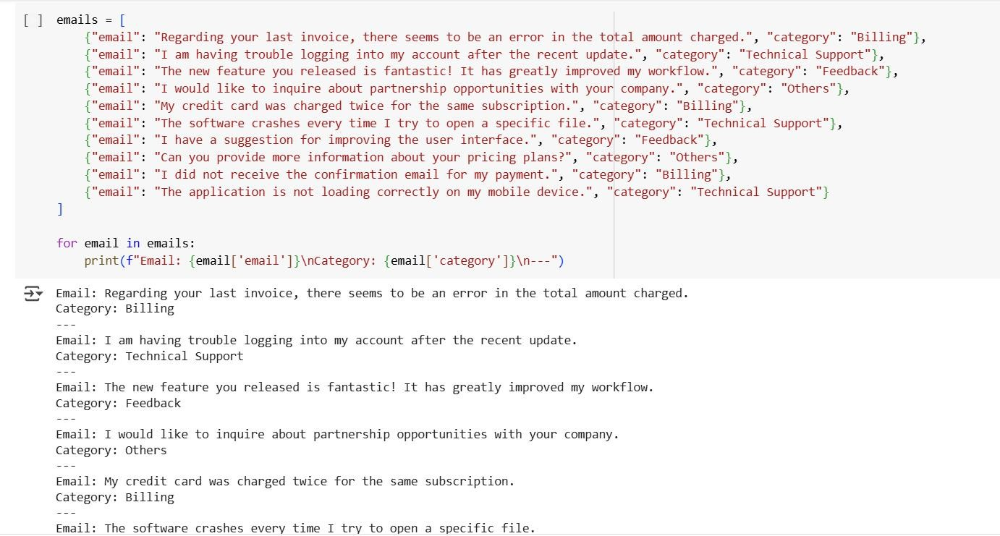 [ ] emails = [
{"email": "Regarding your last invoice, there seems to be an error in the total amount charged.", "category": "Billing"},
{"email": "I am having trouble logging into my account after the recent update.", "category": "Technical Support"},
{"email": "The new feature you released is fantastic! It has greatly improved my workflow.", "category": "Feedback"},
{"email": "I would like to inquire about partnership opportunities with your company.", "category": "Others"},
{"email": "My credit card was charged twice for the same subscription.", "category": "Billing"},
{"email": "The software crashes every time I try to open a specific file.", "category": "Technical Support"},
{"email": "I have a suggestion for improving the user interface.", "category": "Feedback"},
{"email": "Can you provide more information about your pricing plans?", "category": "Others"},
{"email": "I did not receive the confirmation email for my payment.", "category": "Billing"},
{"email": "The application is not loading correctly on my mobile device.", "category": "Technical Support"}
]
for email in emails:
print(f"Email: {email['email']}\nCategory: {email['category']}\n---")
Email: Regarding your last invoice, there seems to be an error in the total amount charged.
Category: Billing
---
Email: I am having trouble logging into my account after the recent update.
Category: Technical Support
---
Email: The new feature you released is fantastic! It has greatly improved my workflow.
Category: Feedback
---
Email: I would like to inquire about partnership opportunities with your company.
Category: Others
---
Email: My credit card was charged twice for the same subscription.
Category: Billing
---
Email: The software crashes every time I try to open a specific file.